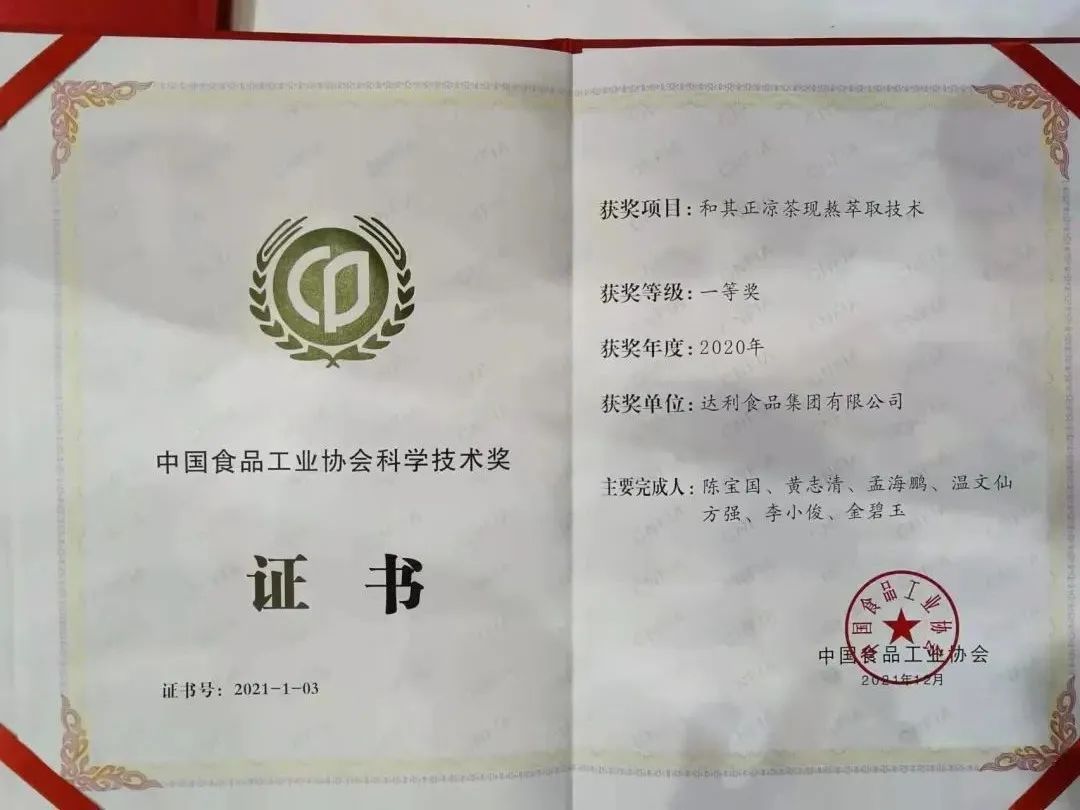 中国食品工业协会科学技术奖
证 书
证书号：2021-1-03
获奖项目：和其正凉茶现熬萃取技术
获奖等级：一等奖
获奖年度：2020年
获奖单位：达利食品集团有限公司
主要完成人：陈宝国、黄志清、孟海鹏、温文仙
方强、李小俊、金碧玉
中国食品工业协会
中国食品工业协会
2021年12月